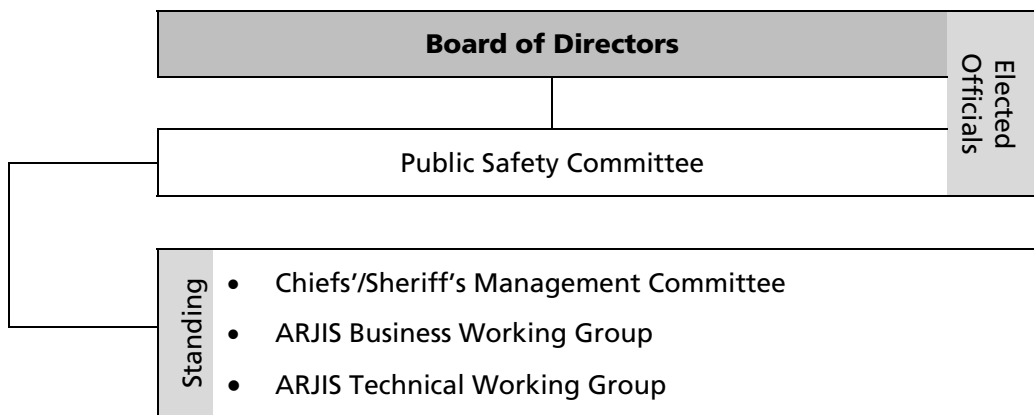 Board of Directors
Elected
Officials
Public Safety Committee
Standing
• Chiefs’/Sheriff’s Management Committee
• ARJIS Business Working Group
• ARJIS Technical Working Group